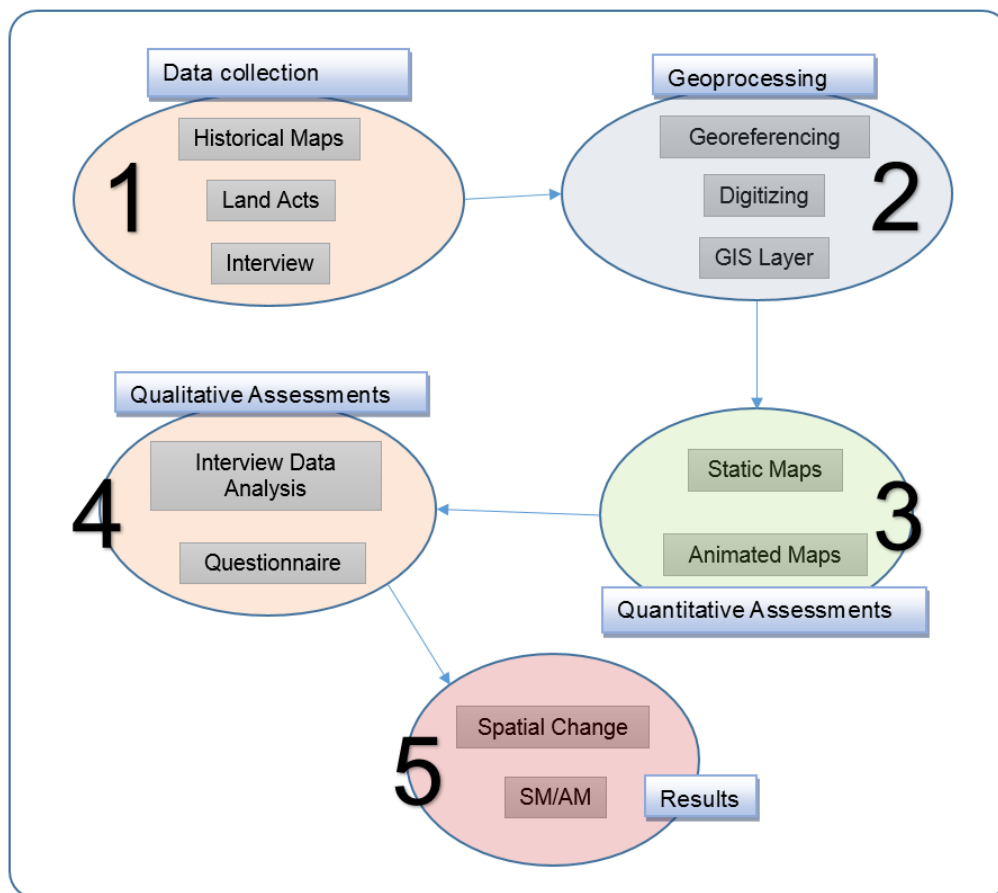 Data collection
1
Historical Maps
Land Acts
Interview
Geoprocessing
2
Georeferencing
Digitizing
GIS Layer
3
Static Maps
Animated Maps
Quantitative Assessments
Qualitative Assessments
4
Interview Data
Analysis
Questionnaire
5
Spatial Change
SM/AM
Results